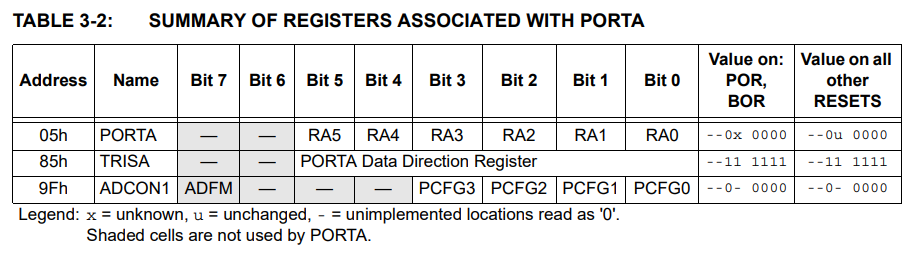 TABLE 3-2: SUMMARY OF REGISTERS ASSOCIATED WITH PORTA
Address Name Bit 7 Bit 6 Bit 5 Bit 4 Bit 3 Bit 2 Bit 1 Bit 0 Value on: POR, BOR Value on all other RESETS
05h PORTA — — RA5 RA4 RA3 RA2 RA1 RA0 --0x 0000 --0u 0000
85h TRISA — — PORTA Data Direction Register --11 1111 --11 1111
9Fh ADCON1 ADFM — — — PCFG3 PCFG2 PCFG1 PCFG0 --0- 0000 --0- 0000
Legend: x = unknown, u = unchanged, - = unimplemented locations read as '0'.
Shaded cells are not used by PORTA.